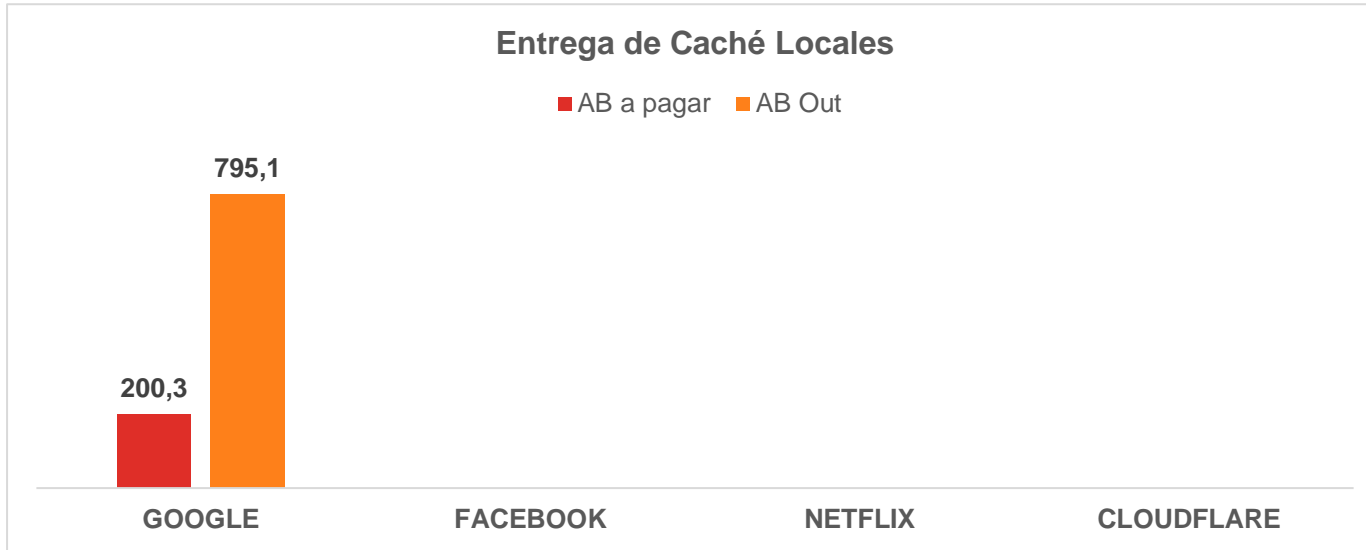 Entrega de Caché Locales
AB a pagar AB Out
795,1
200,3
GOOGLE FACEBOOK NETFLIX CLOUDFLARE